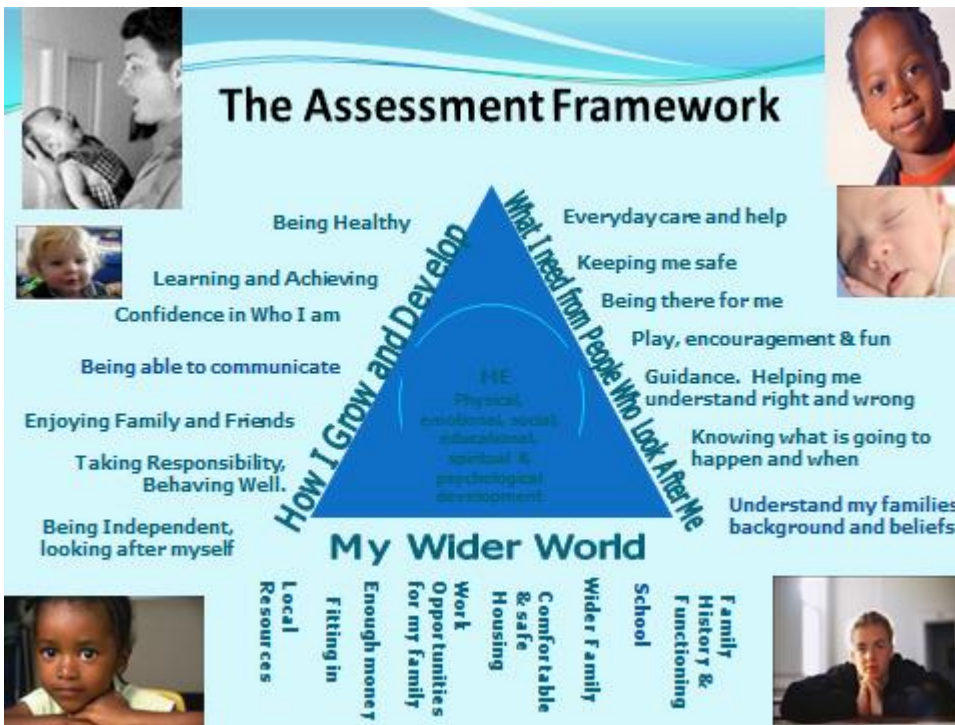 The Assessment Framework
Being Healthy
Learning and Achieving
Confidence in Who I am
Being able to communicate
Enjoying Family and Friends
Taking Responsibility,
Behaving Well.
Being Independent,
looking after myself
How I Grow and Develop
ME
Physical,
emotional, social,
educational,
spiritual &
psychological
development
What I need from People Who Look After Me
Everyday care and help
Keeping me safe
Being there for me
Play, encouragement & fun
Guidance. Helping me
understand right and wrong
Knowing what is going to
happen and when
Understand my families
background and beliefs
My Wider World
Local
Resources
Fitting in
Enough money
Work
Opportunities
for my family
Comfortable
& safe
Housing
Wider Family
School
Family
History &
Functioning